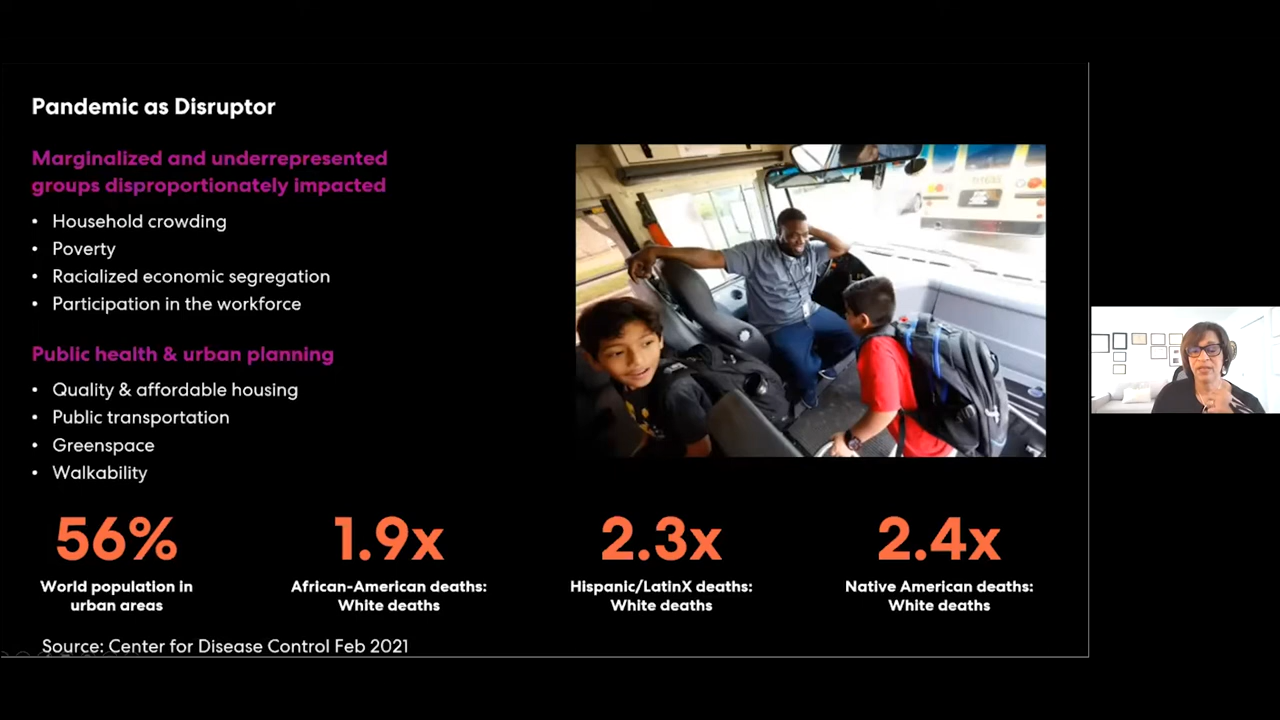 Pandemic as Disruptor
Marginalized and underrepresented
groups disproportionately impacted
• Household crowding
• Poverty
• Racialized economic segregation
• Participation in the workforce
Public health & urban planning
• Quality & affordable housing
• Public transportation
• Greenspace
• Walkability
56%
World population in
urban areas
1.9x
African-American deaths:
White deaths
2.3x
Hispanic/LatinX deaths:
White deaths
2.4x
Native American deaths:
White deaths
Source: Center for Disease Control Feb 2021